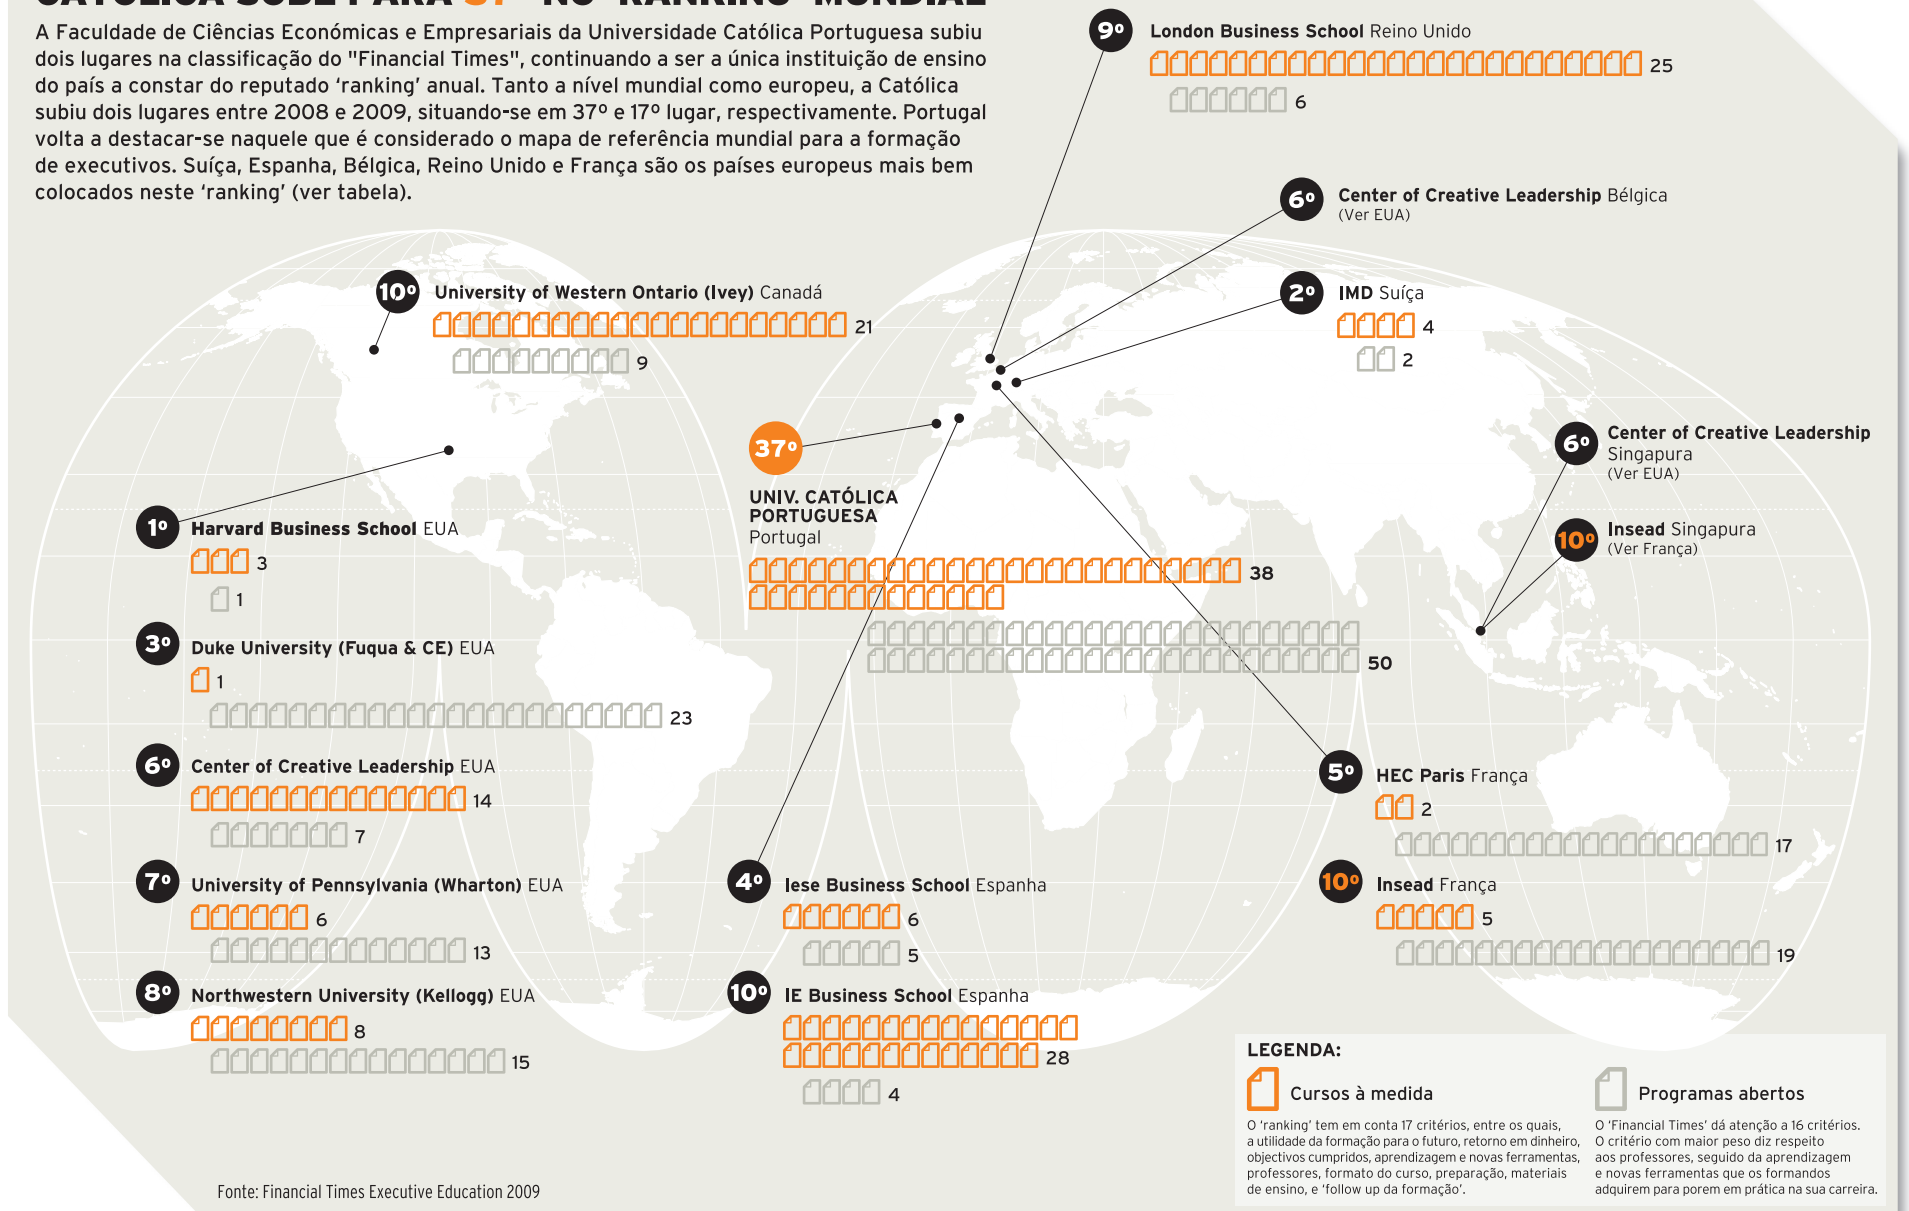 CATÓLICA SOBE PARA 37º NO 'RANKING' MUNDIAL
A Faculdade de Ciências Económicas e Empresariais da Universidade Católica Portuguesa subiu
dois lugares na classificação do "Financial Times", continuando a ser a única instituição de ensino
do país a constar do reputado ‘ranking’ anual. Tanto a nível mundial como europeu, a Católica
subiu dois lugares entre 2008 e 2009, situando-se em 37º e 17º lugar, respectivamente. Portugal
volta a destacar-se naquele que é considerado o mapa de referência mundial para a formação
de executivos. Suíça, Espanha, Bélgica, Reino Unido e França são os países europeus mais bem
colocados neste ‘ranking’ (ver tabela).
9º
London Business School Reino Unido
25
6
6º
Center of Creative Leadership Bélgica
(Ver EUA)
10º
University of Western Ontario (Ivey) Canadá
21
9
2º
IMD Suíça
4
2
37º
UNIV. CATÓLICA
PORTUGUESA
Portugal
38
50
6º
Center of Creative Leadership
Singapura
(Ver EUA)
10º
Insead Singapura
(Ver França)
1º
Harvard Business School EUA
3
1
3º
Duke University (Fuqua & CE) EUA
1
23
6º
Center of Creative Leadership EUA
14
7
7º
University of Pennsylvania (Wharton) EUA
6
13
8º
Northwestern University (Kellogg) EUA
8
15
4º
Iese Business School Espanha
6
5
10º
IE Business School Espanha
28
4
5º
HEC Paris França
2
17
10º
Insead França
5
19
LEGENDA:
Cursos à medida
O ‘ranking’ tem em conta 17 critérios, entre os quais,
a utilidade da formação para o futuro, retorno em dinheiro,
objectivos cumpridos, aprendizagem e novas ferramentas,
professores, formato do curso, preparação, materiais
de ensino, e ‘follow up da formação’.
Programas abertos
O ‘Financial Times’ dá atenção a 16 critérios.
O critério com maior peso diz respeito
aos professores, seguido da aprendizagem
e novas ferramentas que os formandos
adquirem para porem em prática na sua carreira.
Fonte: Financial Times Executive Education 2009